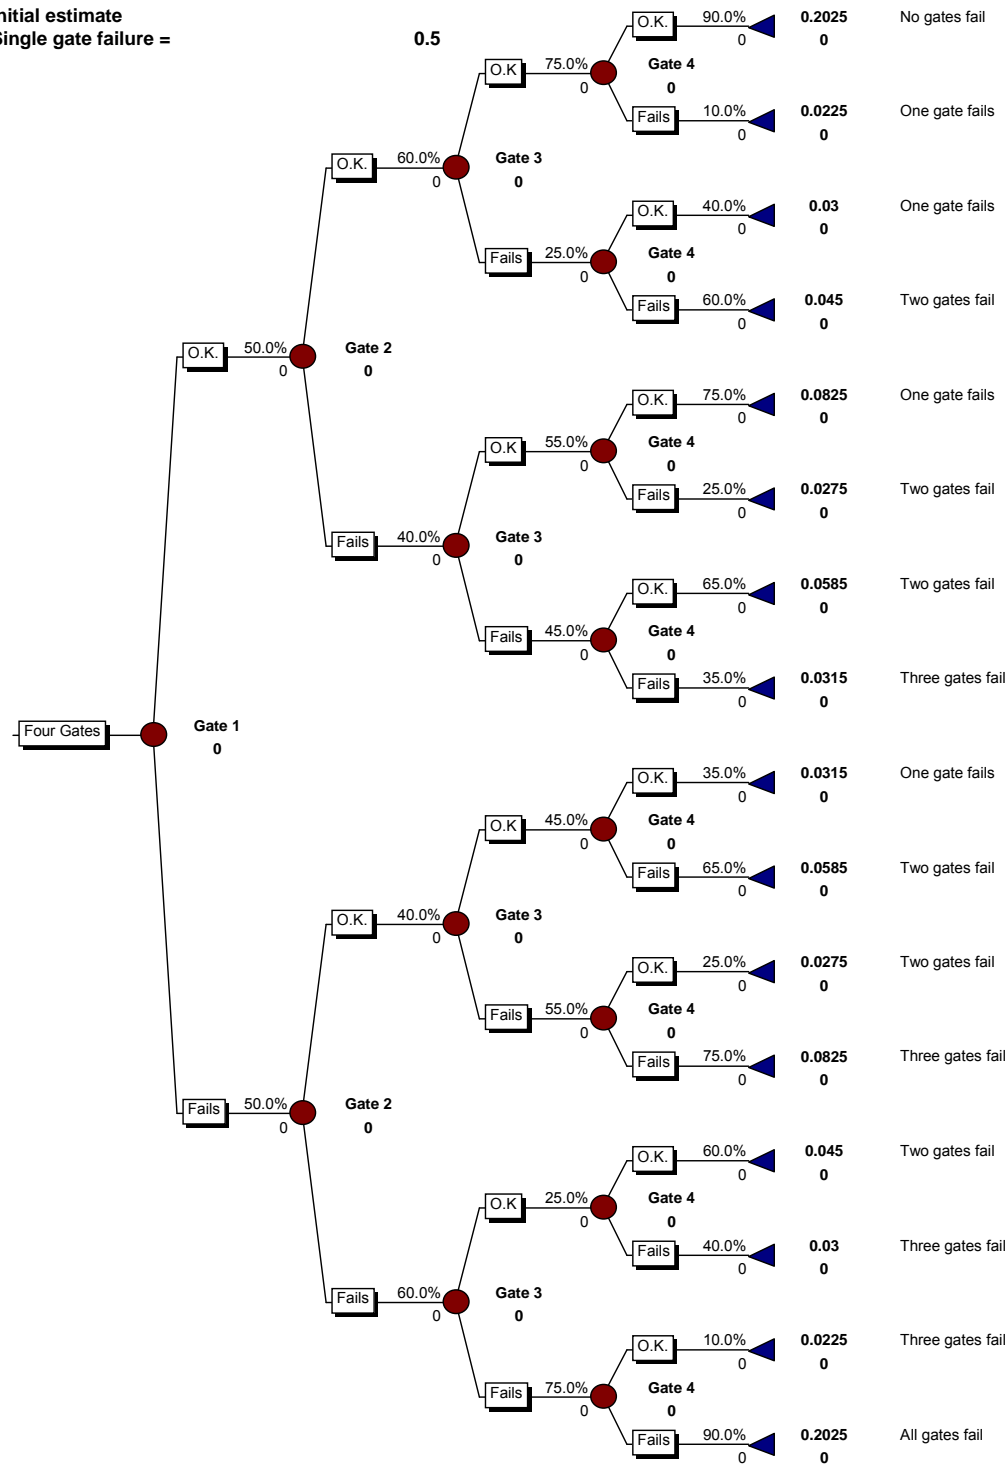 nitial estimate
Single gate failure = 0.5
O.K. 90.0% 0.2025 No gates fail
0 0
O.K 75.0% Gate 4
0 0
Fails 10.0% 0.0225 One gate fails
0 0
O.K. 60.0% Gate 3
0 0
O.K. 40.0% 0.03 One gate fails
0 0
Fails 25.0% Gate 4
0 0
Fails 60.0% 0.045 Two gates fail
0 0
O.K. 50.0% Gate 2
0 0
O.K. 75.0% 0.0825 One gate fails
0 0
O.K 55.0% Gate 4
0 0
Fails 25.0% 0.0275 Two gates fail
0 0
Fails 40.0% Gate 3
0 0
O.K. 65.0% 0.0585 Two gates fail
0 0
Fails 45.0% Gate 4
0 0
Fails 35.0% 0.0315 Three gates fail
0 0
Four Gates Gate 1
0
O.K. 35.0% 0.0315 One gate fails
0 0
O.K 45.0% Gate 4
0 0
Fails 65.0% 0.0585 Two gates fail
0 0
O.K. 40.0% Gate 3
0 0
O.K. 25.0% 0.0275 Two gates fail
0 0
Fails 55.0% Gate 4
0 0
Fails 75.0% 0.0825 Three gates fail
0 0
Fails 50.0% Gate 2
0 0
O.K. 60.0% 0.045 Two gates fail
0 0
O.K 25.0% Gate 4
0 0
Fails 40.0% 0.03 Three gates fail
0 0
Fails 60.0% Gate 3
0 0
O.K. 10.0% 0.0225 Three gates fail
0 0
Fails 75.0% Gate 4
0 0
Fails 90.0% 0.2025 All gates fail
0 0